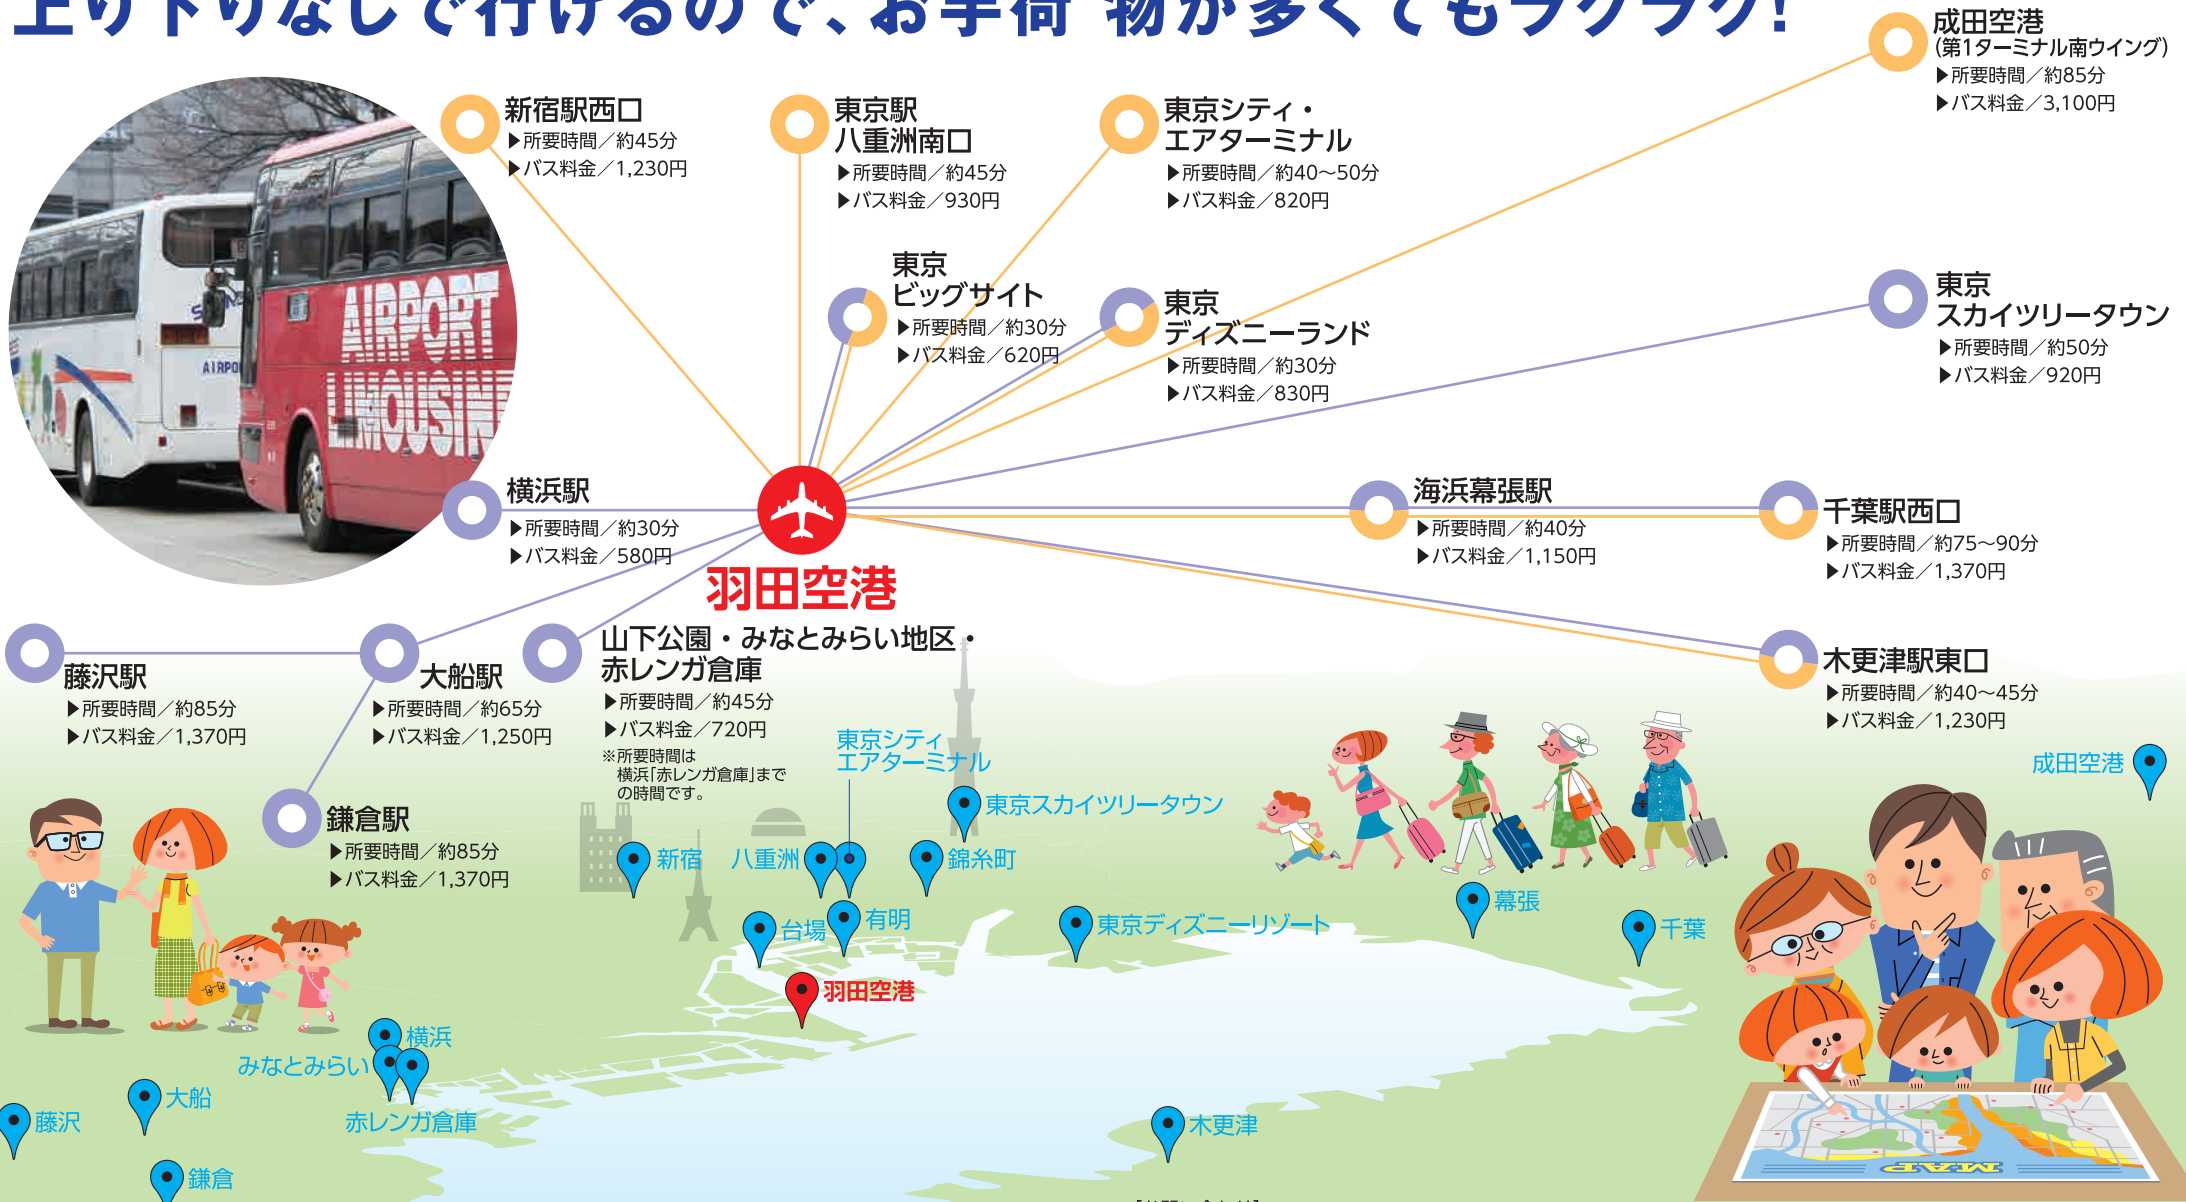 上り下りなしで行けるので、お手荷物が多くてもラクラク!
成田空港
(第1ターミナル南ウイング)
▶所要時間／約85分
▶バス料金／3,100円
新宿駅西口
▶所要時間／約45分
▶バス料金／1,230円
東京駅
八重洲南口
▶所要時間／約45分
▶バス料金／930円
東京シティ・
エアターミナル
▶所要時間／約40〜50分
▶バス料金／820円
東京
ビッグサイト
▶所要時間／約30分
▶バス料金／620円
東京
ディズニーランド
▶所要時間／約30分
▶バス料金／830円
東京
スカイツリータウン
▶所要時間／約50分
▶バス料金／920円
AIRPORT
LIMOUSIN
AIRPO
横浜駅
▶所要時間／約30分
▶バス料金／580円
羽田空港
海浜幕張駅
▶所要時間／約40分
▶バス料金／1,150円
千葉駅西口
▶所要時間／約75〜90分
▶バス料金／1,370円
木更津駅東口
▶所要時間／約40〜45分
▶バス料金／1,230円
藤沢駅
▶所要時間／約85分
▶バス料金／1,370円
大船駅
▶所要時間／約65分
▶バス料金／1,250円
山下公園・みなとみらい地区・
赤レンガ倉庫
▶所要時間／約45分
▶バス料金／720円
※所要時間は
横浜「赤レンガ倉庫」まで
の時間です。
鎌倉駅
▶所要時間／約85分
▶バス料金／1,370円
東京シティ
エアターミナル
東京スカイツリータウン
成田空港
新宿
八重洲
錦糸町
台場
有明
東京ディズニーリゾート
幕張
千葉
羽田空港
横浜
みなとみらい
赤レンガ倉庫
大船
藤沢
鎌倉
木更津
MAP